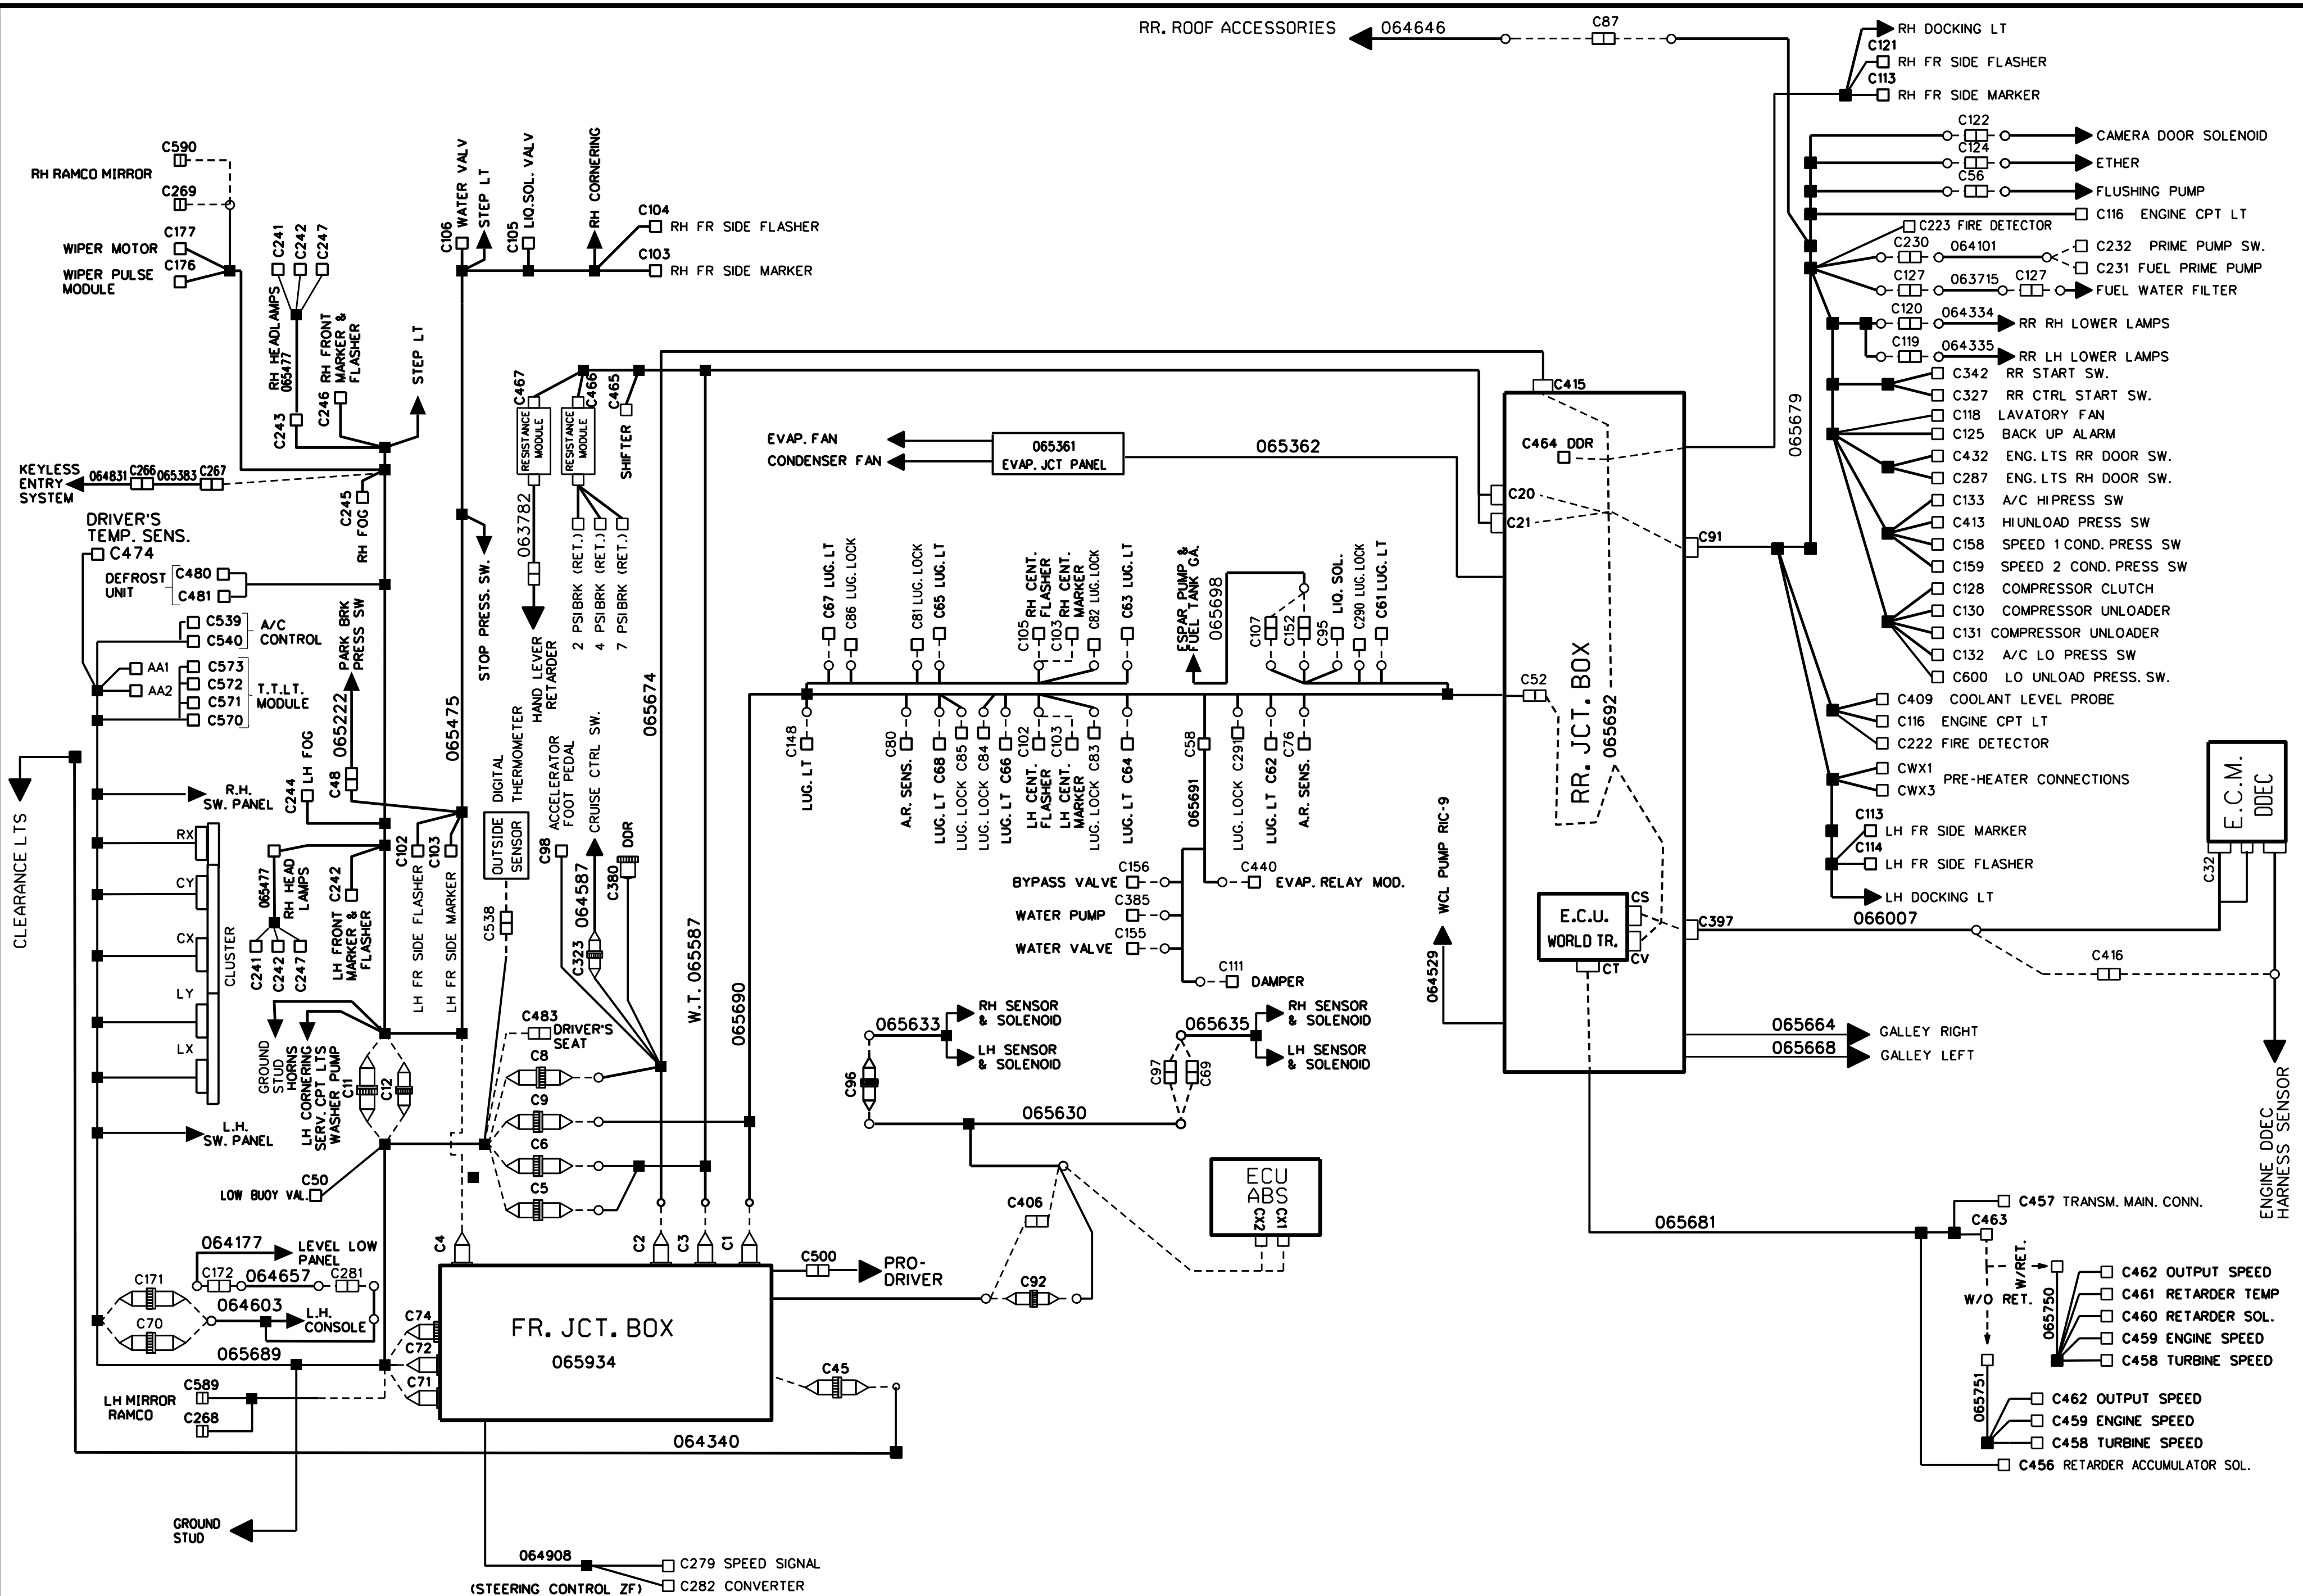 RR. ROOF ACCESSORIES
064646
C87
RH DOCKING LT
C121
RH FR SIDE FLASHER
C113
RH FR SIDE MARKER
C122
CAMERA DOOR SOLENOID
C124
ETHER
C56
FLUSHING PUMP
C116 ENGINE CPT LT
C223 FIRE DETECTOR
C230
064101
C232 PRIME PUMP SW.
C231 FUEL PRIME PUMP
C127
063715
C127
FUEL WATER FILTER
C120
064334
RR RH LOWER LAMPS
C119
064335
RR LH LOWER LAMPS
C342 RR START SW.
C327 RR CTRL START SW.
C118 LAVATORY FAN
C125 BACK UP ALARM
C432 ENG. LTS RR DOOR SW.
C287 ENG. LTS RH DOOR SW.
C133 A/C HI PRESS SW
C413 HI UNLOAD PRESS SW
C158 SPEED 1 COND. PRESS SW
C159 SPEED 2 COND. PRESS SW
C128 COMPRESSOR CLUTCH
C130 COMPRESSOR UNLOADER
C131 COMPRESSOR UNLOADER
C132 A/C LO PRESS SW
C600 LO UNLOAD PRESS. SW.
C409 COOLANT LEVEL PROBE
C116 ENGINE CPT LT
C222 FIRE DETECTOR
CWX1
CWX3
PRE-HEATER CONNECTIONS
C113
LH FR SIDE MARKER
C114
LH FR SIDE FLASHER
LH DOCKING LT
065679
C91
C590
RH RAMCO MIRROR
C269
C177
WIPER MOTOR
C176
WIPER PULSE
MODULE
C241
C242
C247
RH HEADLAMPS
065477
C243
C246 RH FRONT
MARKER &
FLASHER
STEP LT
C106
WATER VALV
STEP LT
C105
LIQ.SOL. VALV
RH CORNERING
C104
RH FR SIDE FLASHER
C103
RH FR SIDE MARKER
KEYLESS
ENTRY
SYSTEM
064831
C266
065383
C267
C245
RH FOG
DRIVER'S
TEMP. SENS.
C474
DEFROST
UNIT
C480
C481
C539
C540
A/C
CONTROL
AA1
AA2
C573
C572
C571
C570
T.T.LT.
MODULE
PARK BRK
PRESS SW
065222
C48
C244 LH FOG
065475
STOP PRESS. SW.
CLEARANCE LTS
R.H.
SW. PANEL
RX
CY
CX
LY
LX
CLUSTER
L.H.
SW. PANEL
065477
RH HEAD
LAMPS
C241
C242
C247
C242
LH FRONT
MARKER &
FLASHER
C102
LH FR SIDE FLASHER
C103
LH FR SIDE MARKER
GROUND
STUD
HORNS
LH CORNERING
SERV. CPT LTS
WASHER PUMP
C11
C12
C50
LOW BUOY VAL.
C467
RESISTANCE
MODULE
C466
RESISTANCE
MODULE
C465
SHIFTER
063782
HAND LEVER
RETARDER
2 PSI BRK (RET.)
4 PSI BRK (RET.)
7 PSI BRK (RET.)
065674
DIGITAL
THERMOMETER
OUTSIDE
SENSOR
C538
ACCELERATOR
FOOT PEDAL
C98
CRUISE CTRL SW.
064587
C323
DDR
C380
W.T. 065587
065690
C483
DRIVER'S
SEAT
C8
C9
C6
C5
C4
C2
C3
C1
EVAP. FAN
CONDENSER FAN
065361
EVAP. JCT PANEL
065362
C67 LUG. LT
C86 LUG. LOCK
C81 LUG. LOCK
C65 LUG. LT
C105 RH CENT.
FLASHER
C103 RH CENT.
MARKER
C82 LUG. LOCK
C63 LUG. LT
ESPAR PUMP &
FUEL TANK GA.
065698
C107
C152
C95 LIQ. SOL.
C290 LUG. LOCK
C61 LUG. LT
LUG. LT C148
A.R. SENS. C80
LUG. LT C68
LUG. LOCK C85
LUG. LOCK C84
LUG. LT C66
LH CENT. C102
FLASHER
LH CENT. C103
MARKER
LUG. LOCK C83
LUG. LT C64
C58
065691
LUG. LOCK C291
LUG. LT C62
A.R. SENS. C76
C156
BYPASS VALVE
C440
EVAP. RELAY MOD.
C385
WATER PUMP
C155
WATER VALVE
C111
DAMPER
WCL PUMP RIC-9
064529
065633
RH SENSOR
& SOLENOID
LH SENSOR
& SOLENOID
C96
065635
RH SENSOR
& SOLENOID
LH SENSOR
& SOLENOID
C97
C69
065630
C406
C92
ECU
ABS
CX2
CX1
C415
C464 DDR
C20
C21
C52
RR. JCT. BOX
065692
E.C.U.
WORLD TR.
CS
CV
CT
C397
066007
C416
E.C.M.
DDEC
C32
ENGINE DDEC
HARNESS SENSOR
065664
GALLEY RIGHT
065668
GALLEY LEFT
065681
C457 TRANSM. MAIN. CONN.
C463
W/RET.
W/O RET.
065750
C462 OUTPUT SPEED
C461 RETARDER TEMP
C460 RETARDER SOL.
C459 ENGINE SPEED
C458 TURBINE SPEED
065751
C462 OUTPUT SPEED
C459 ENGINE SPEED
C458 TURBINE SPEED
C456 RETARDER ACCUMULATOR SOL.
064177
LEVEL LOW
PANEL
C171
C172
064657
C281
064603
L.H.
CONSOLE
C70
065689
C74
C72
C71
C589
LH MIRROR
RAMCO
C268
FR. JCT. BOX
065934
C500
PRO-
DRIVER
C45
064340
GROUND
STUD
064908
(STEERING CONTROL ZF)
C279 SPEED SIGNAL
C282 CONVERTER